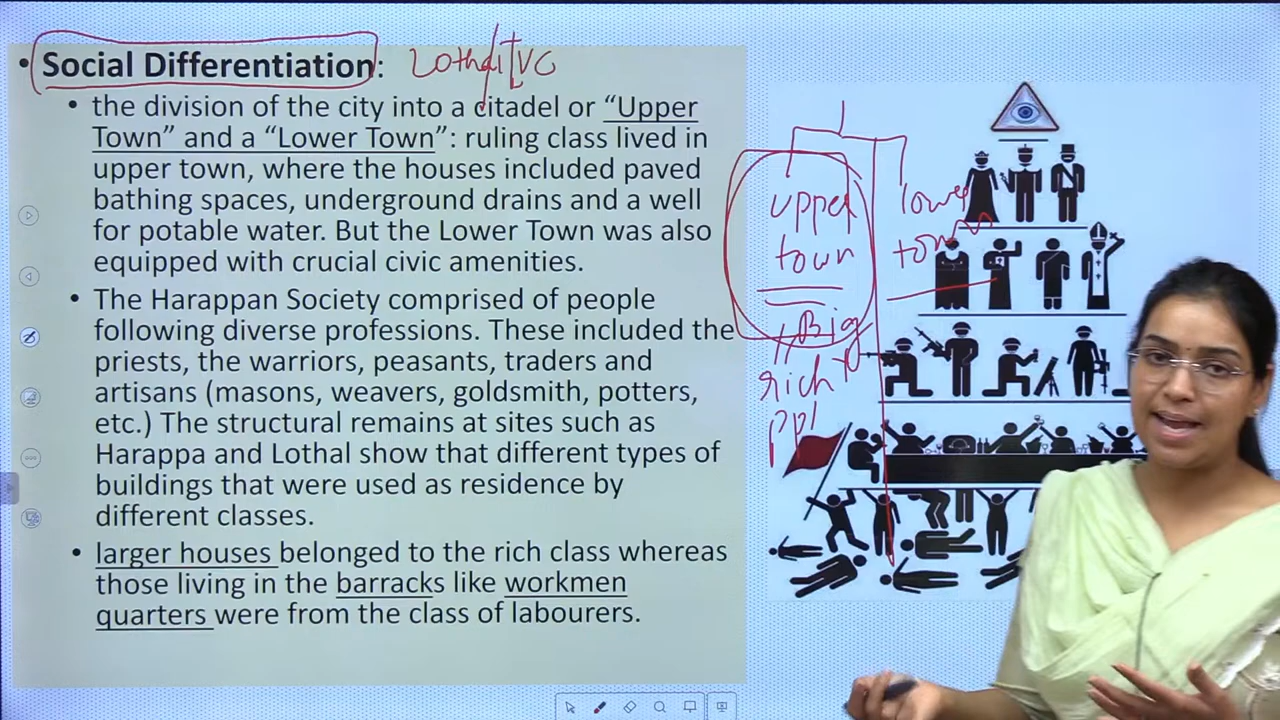 • Social Differentiation: Lothal IVC
• the division of the city into a citadel or “Upper
Town” and a “Lower Town”: ruling class lived in
upper town, where the houses included paved
bathing spaces, underground drains and a well
for potable water. But the Lower Town was also
equipped with crucial civic amenities.
• The Harappan Society comprised of people
following diverse professions. These included the
priests, the warriors, peasants, traders and
artisans (masons, weavers, goldsmith, potters,
etc.) The structural remains at sites such as
Harappa and Lothal show that different types of
buildings that were used as residence by
different classes.
• larger houses belonged to the rich class whereas
those living in the barracks like workmen
quarters were from the class of labourers.
upper
town
lower
town
Big
rich
ppl